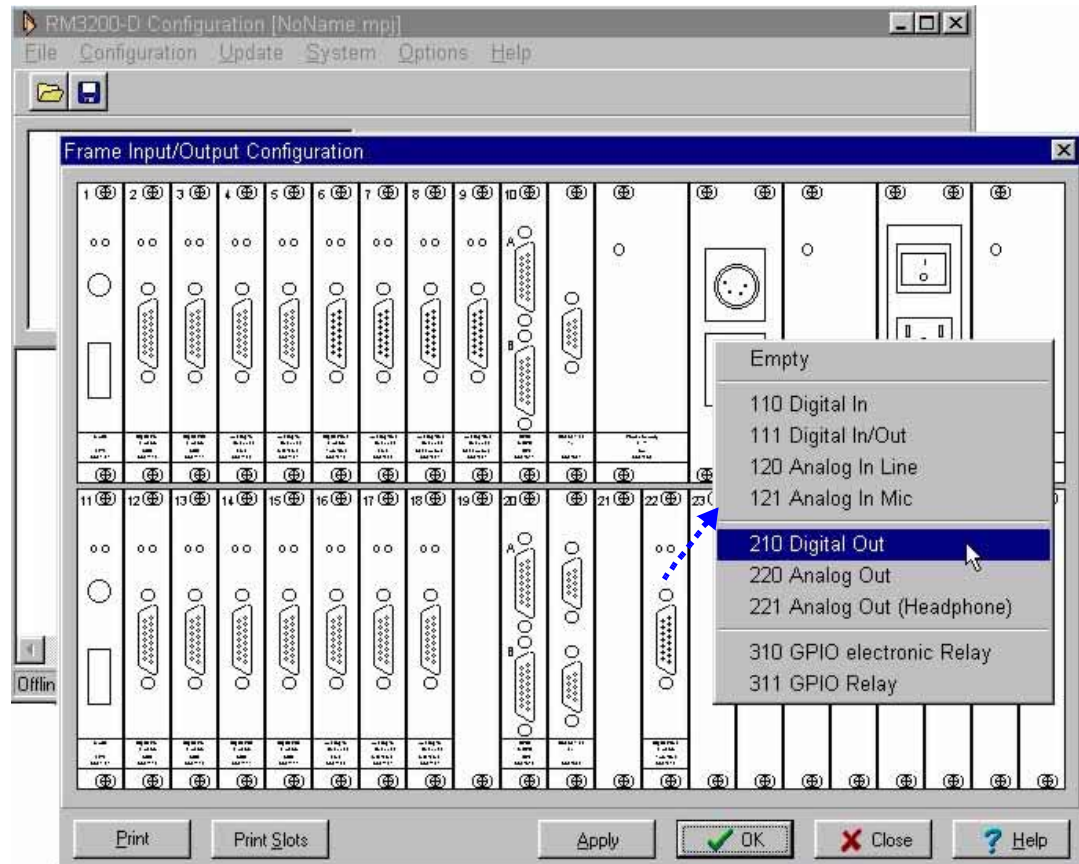 RM3200-D Configuration [NoName.mpj]
File Configuration Update System Options Help
Frame Input/Output Configuration
1 2 3 4 5 6 7 8 9 10
A
B
Empty
110 Digital In
111 Digital In/Out
120 Analog In Line
121 Analog In Mic
210 Digital Out
220 Analog Out
221 Analog Out (Headphone)
310 GPIO electronic Relay
311 GPIO Relay
11 12 13 14 15 16 17 18 19 20 21 22 23
A
B
Offlin
Print Print Slots Apply OK Close Help